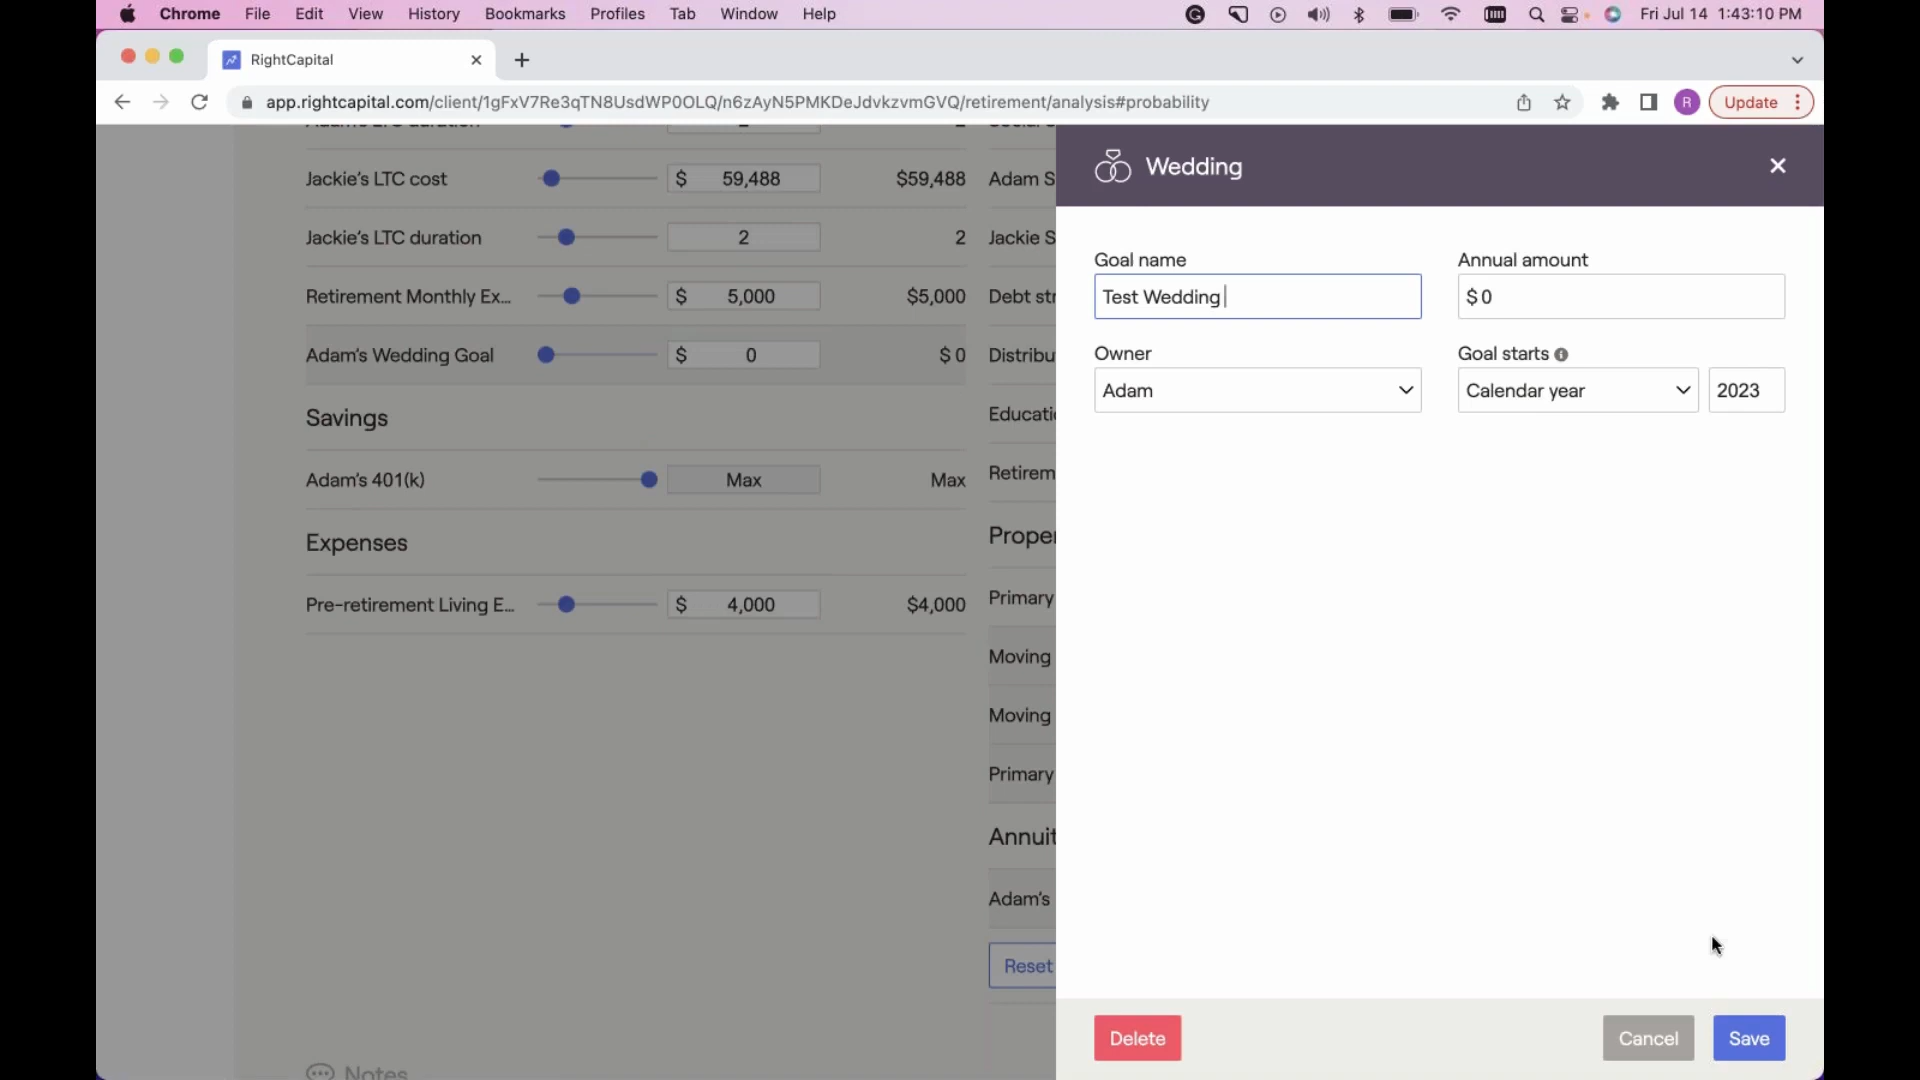 Chrome File Edit View History Bookmarks Profiles Tab Window Help Fri Jul 14 1:43:10 PM
RightCapital
app.rightcapital.com/client/1gFxV7Re3qTN8UsdWP0OLQ/n6zAyN5PMKDeJdvkzvmGVQ/retirement/analysis#probability R Update
Jackie's LTC cost $ 59,488 $59,488 Adam S
Jackie's LTC duration 2 2 Jackie S
Retirement Monthly Ex... $ 5,000 $5,000 Debt str
Adam's Wedding Goal $ 0 $ 0 Distribu
Savings Educatio
Adam's 401(k) Max Max Retirem
Expenses Proper
Pre-retirement Living E... $ 4,000 $4,000 Primary
Moving
Moving
Primary
Annuit
Adam's
Reset
Notes
Wedding
Goal name Annual amount
Test Wedding $ 0
Owner Goal starts
Adam Calendar year 2023
Delete Cancel Save